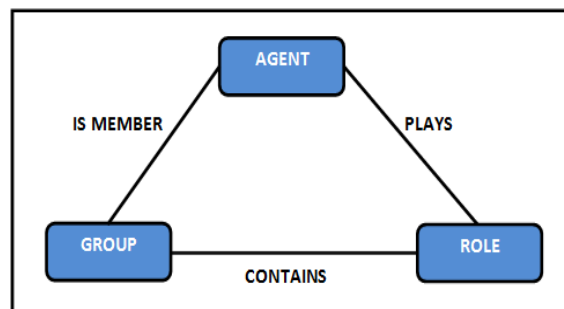 AGENT
IS MEMBER
PLAYS
GROUP
ROLE
CONTAINS